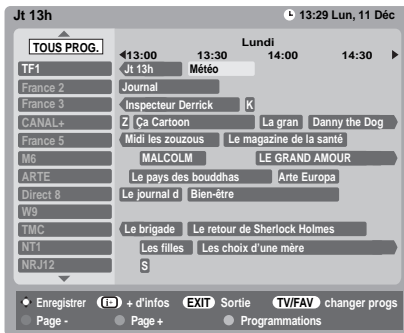 Jt 13h 13:29 Lun, 11 Déc
TOUS PROG. Lundi
13:00 13:30 14:00 14:30
TF1 Jt 13h Météo
France 2 Journal
France 3 Inspecteur Derrick K
CANAL+ Z Ça Cartoon La gran Danny the Dog
France 5 Midi les zouzous Le magazine de la santé
M6 MALCOLM LE GRAND AMOUR
ARTE Le pays des bouddhas Arte Europa
Direct 8 Le journal d Bien-être
W9
TMC Le brigade Le retour de Sherlock Holmes
NT1 Les filles Les choix d'une mère
NRJ12 S
Enregistrer i+ + d'infos EXIT Sortie TV/FAV changer progs
Page - Page + Programmations